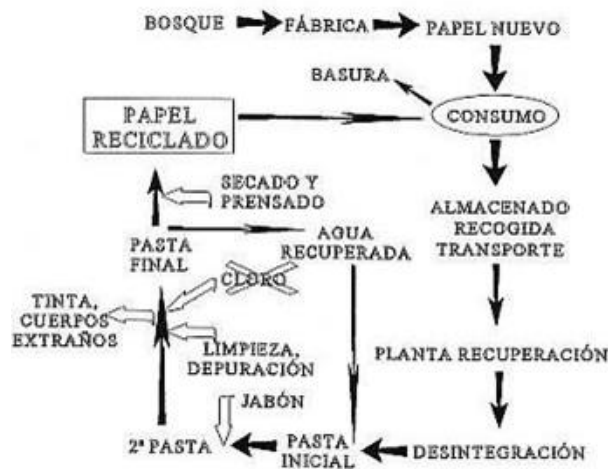 BOSQUE
FÁBRICA
PAPEL NUEVO
BASURA
PAPEL
RECICLADO
CONSUMO
SECADO Y
PRENSADO
ALMACENADO
RECOGIDA
TRANSPORTE
PASTA
FINAL
AGUA
RECUPERADA
CLORO
TINTA,
CUERPOS
EXTRAÑOS
LIMPIEZA,
DEPURACIÓN
PLANTA RECUPERACIÓN
JABÓN
2ª PASTA
PASTA
INICIAL
DESINTEGRACIÓN